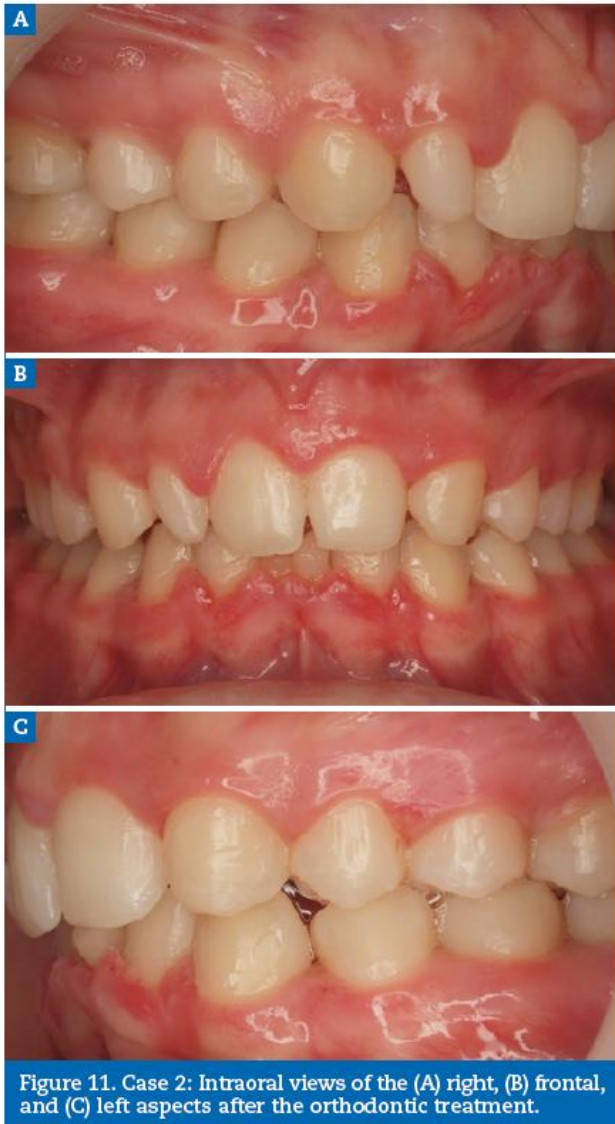 A
B
C
Figure 11. Case 2: Intraoral views of the (A) right, (B) frontal,
and (C) left aspects after the orthodontic treatment.